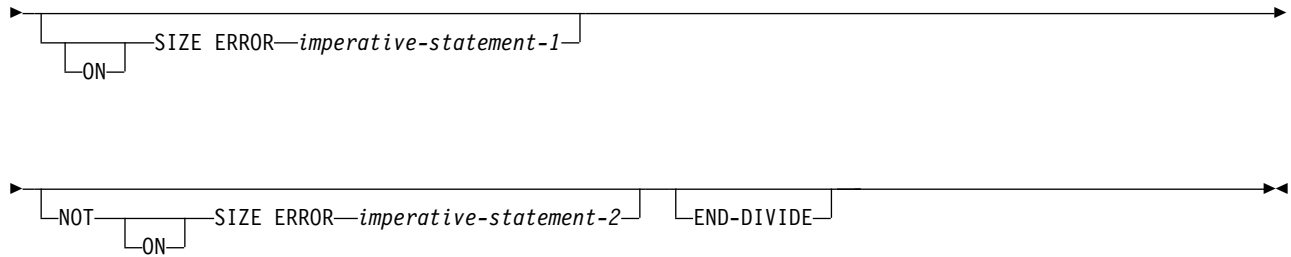 SIZE ERROR imperative-statement-1
ON
NOT SIZE ERROR imperative-statement-2 END-DIVIDE
ON